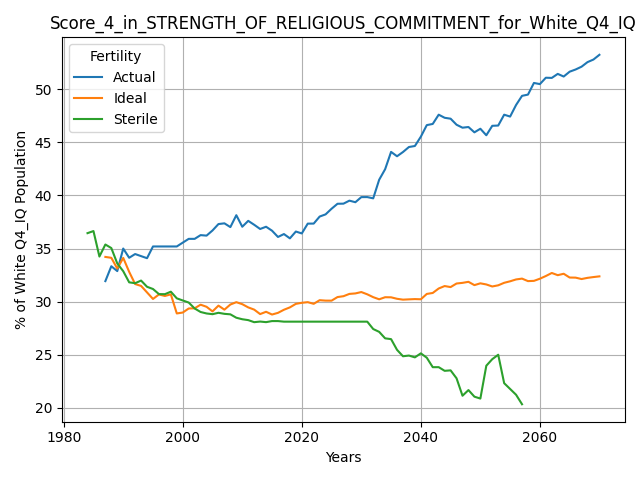 Score_4_in_STRENGTH_OF_RELIGIOUS_COMMITMENT_for_White_Q4_IQ
Fertility
Actual
Ideal
Sterile
% of White Q4_IQ Population
50
45
40
35
30
25
20
1980
2000
2020
2040
2060
Years